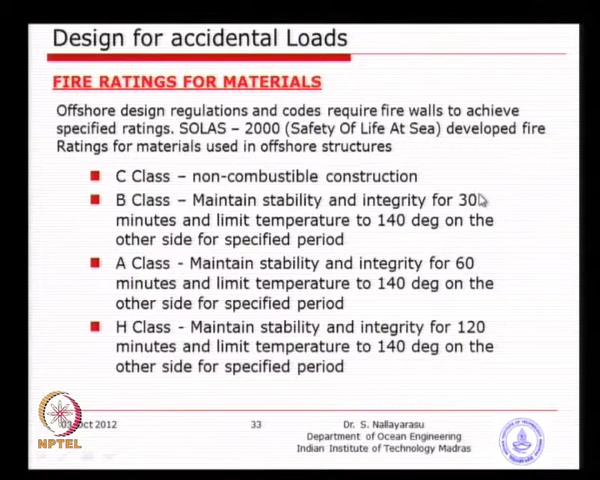 Design for accidental Loads
FIRE RATINGS FOR MATERIALS
Offshore design regulations and codes require fire walls to achieve
specified ratings. SOLAS – 2000 (Safety Of Life At Sea) developed fire
Ratings for materials used in offshore structures
C Class – non-combustible construction
B Class – Maintain stability and integrity for 30
minutes and limit temperature to 140 deg on the
other side for specified period
A Class - Maintain stability and integrity for 60
minutes and limit temperature to 140 deg on the
other side for specified period
H Class - Maintain stability and integrity for 120
minutes and limit temperature to 140 deg on the
other side for specified period
Oct 2012
33
Dr. S. Nallayarasu
Department of Ocean Engineering
Indian Institute of Technology Madras
NPTEL